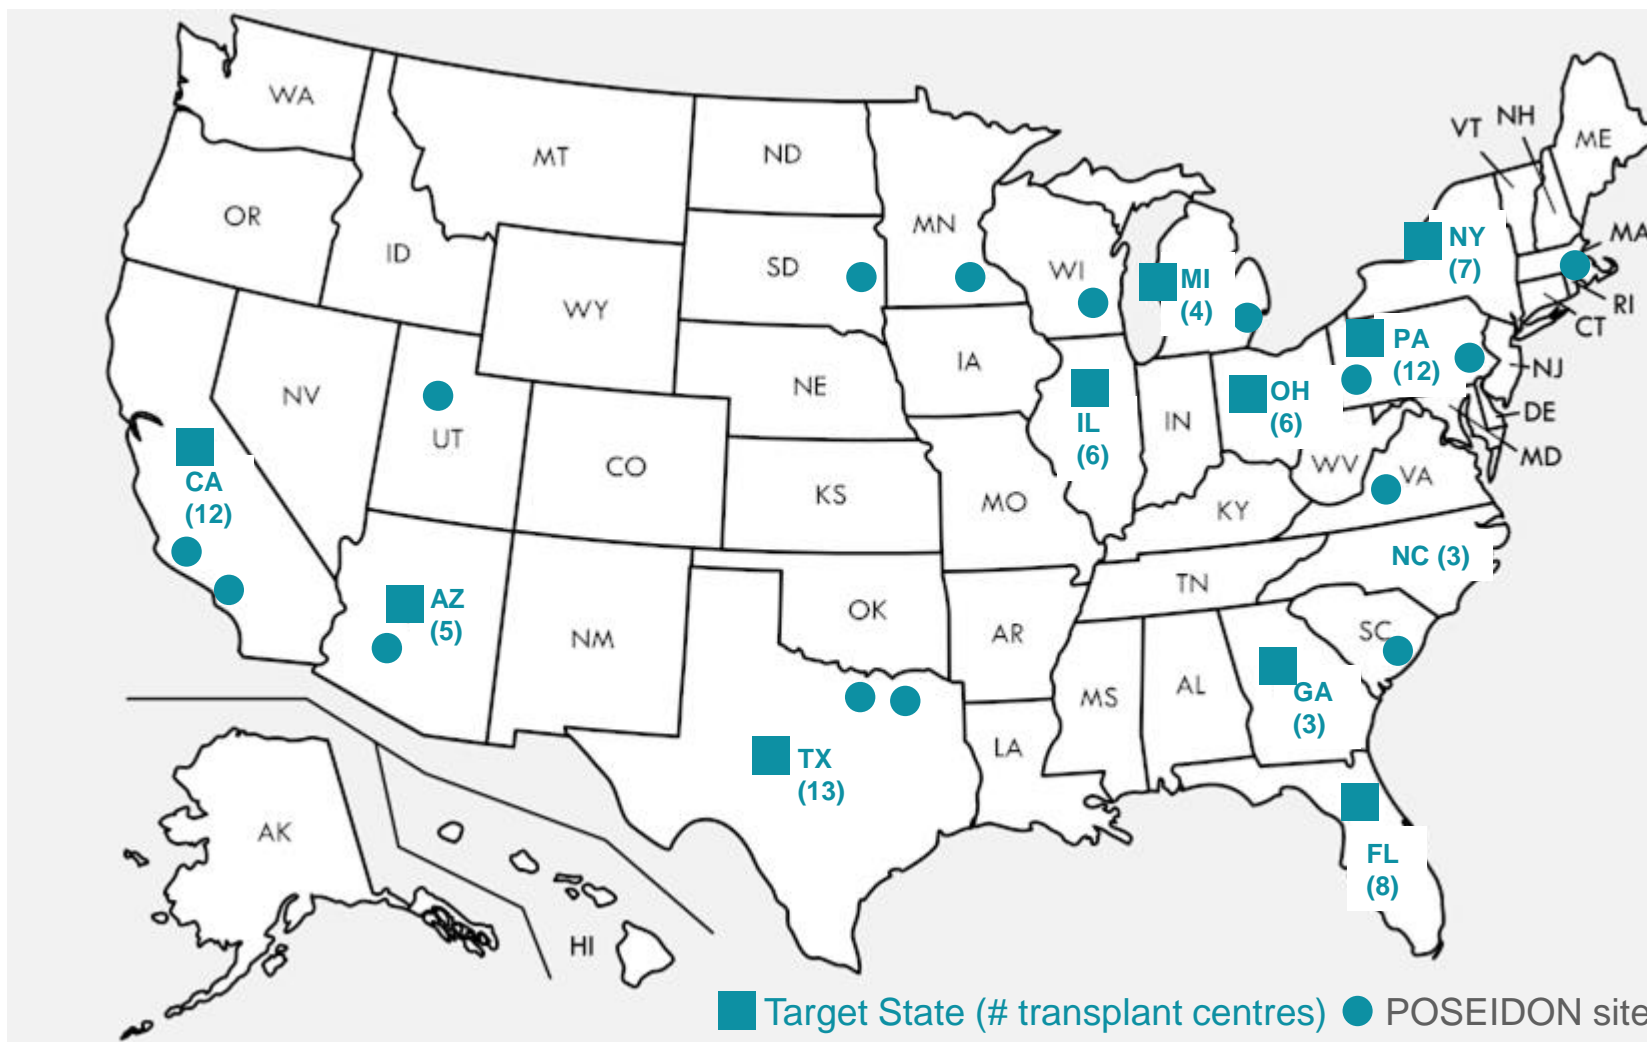 WA
MT
ND
MN
OR
ID
SD
WI
WY
MI
(4)
VT
NH
ME
NY
(7)
MA
RI
CT
PA
(12)
NJ
DE
MD
NV
UT
NE
IA
IL
(6)
IN
OH
(6)
WV
VA
CA
(12)
CO
KS
MO
KY
NC (3)
AZ
(5)
NM
OK
AR
TN
SC
MS
AL
GA
(3)
TX
(13)
LA
FL
(8)
AK
HI
Target State (# transplant centres)
POSEIDON site